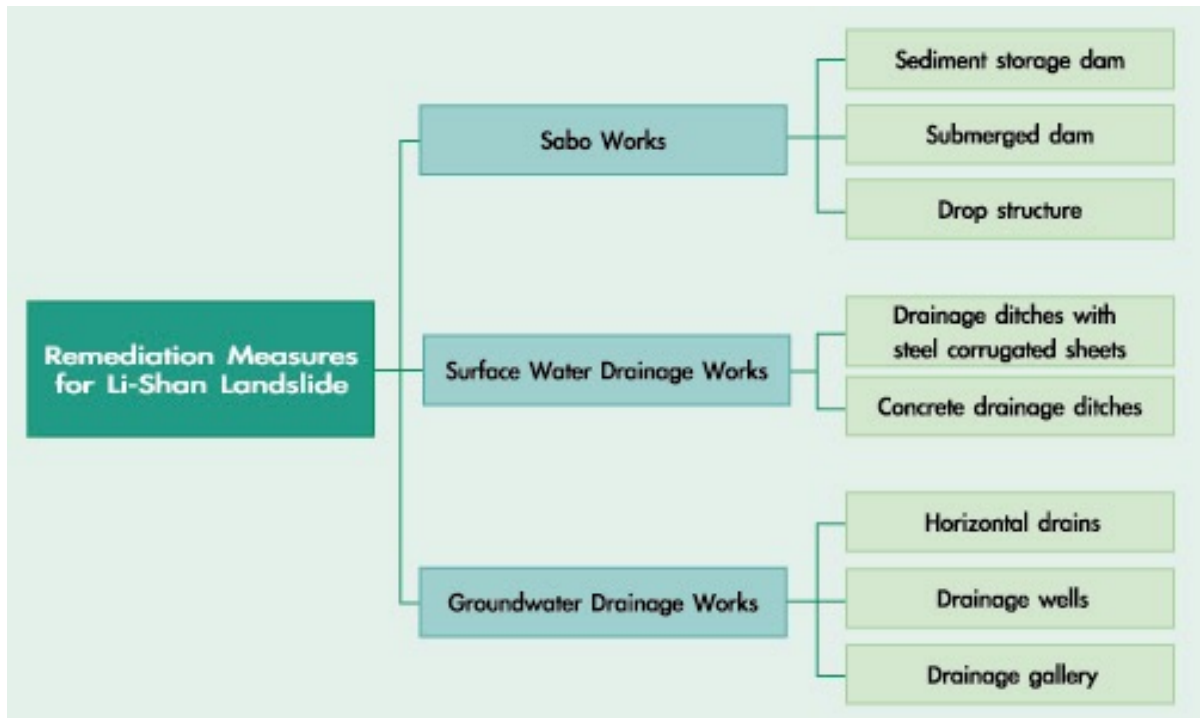 Remediation Measures
for Li-Shan Landslide
Sabo Works
Sediment storage dam
Submerged dam
Drop structure
Surface Water Drainage Works
Drainage ditches with
steel corrugated sheets
Concrete drainage ditches
Groundwater Drainage Works
Horizontal drains
Drainage wells
Drainage gallery